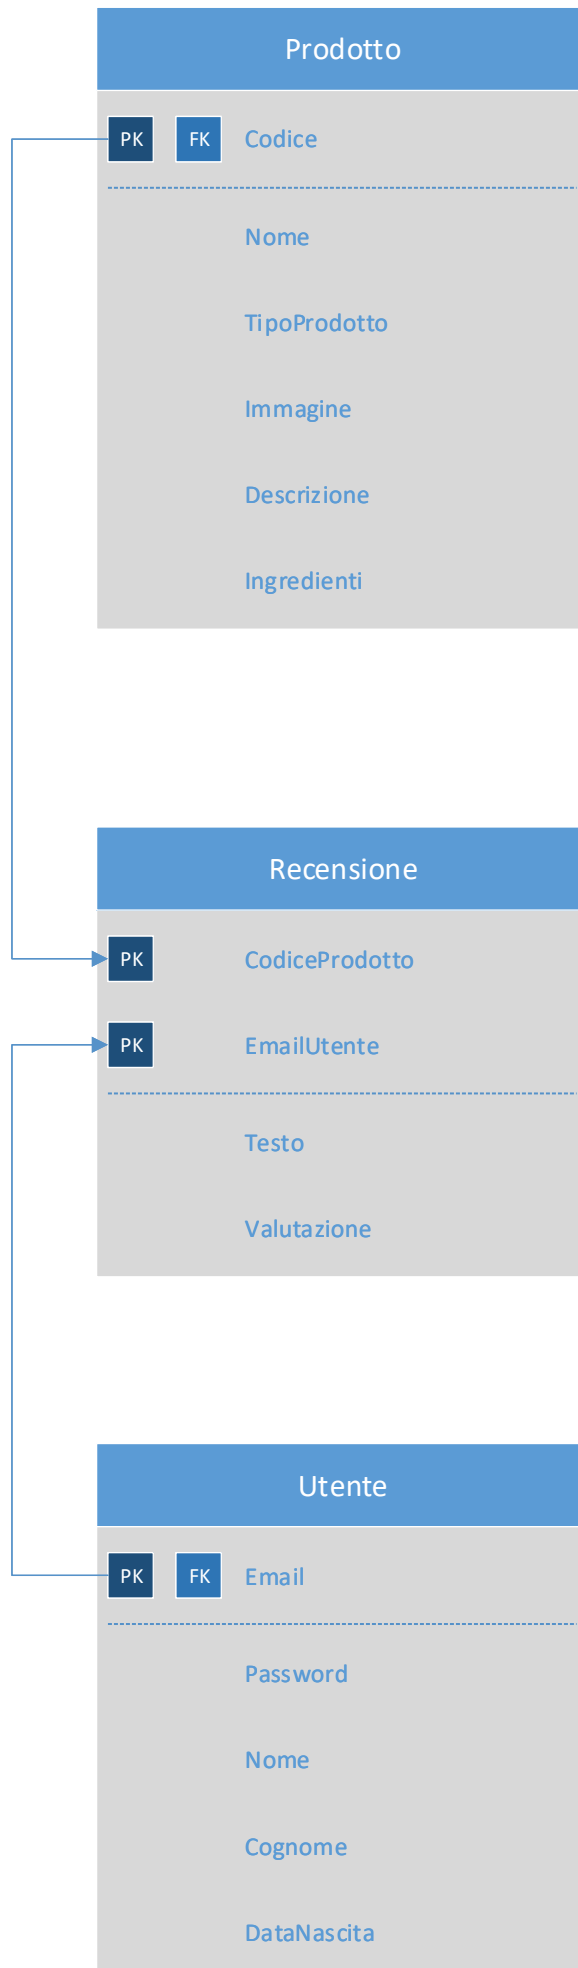 Prodotto
PK FK Codice
Nome
TipoProdotto
Immagine
Descrizione
Ingredienti
Recensione
PK CodiceProdotto
PK EmailUtente
Testo
Valutazione
Utente
PK FK Email
Password
Nome
Cognome
DataNascita